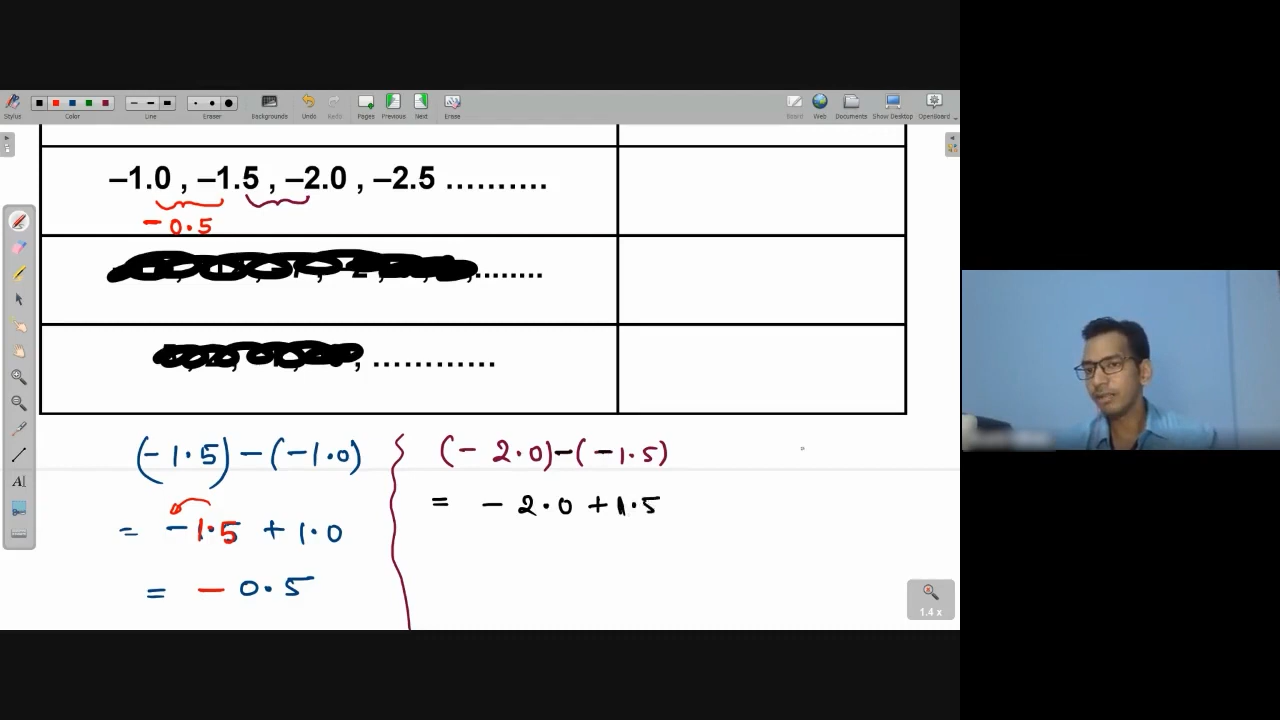 Stylus Color Line Eraser Backgrounds Undo Redo Pages Previous Next Erase Board Web Documents Show Desktop OpenBoard
–1.0 , –1.5 , –2.0 , –2.5 ..........
- 0.5
(-1.5) - (-1.0)
= -1.5 + 1.0
= - 0.5
(- 2.0) - (-1.5)
= - 2.0 + 1.5
1.4 x